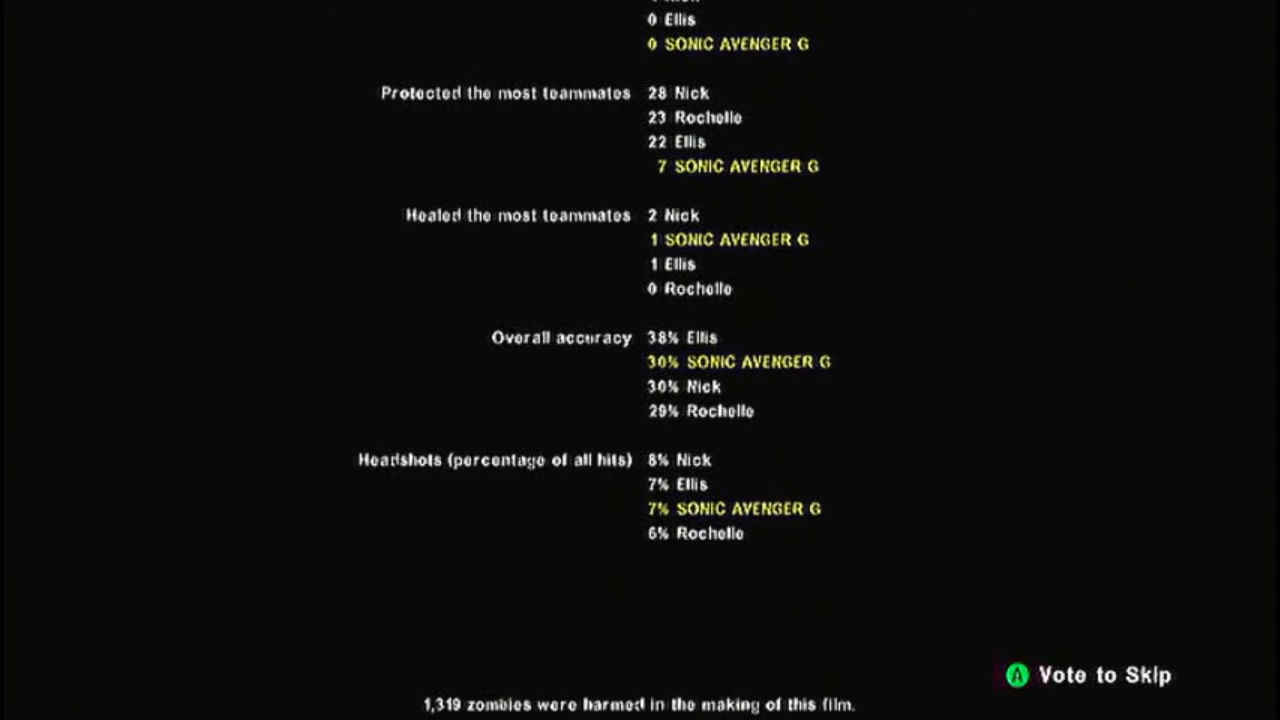 0 Ellis
0 SONIC AVENGER G
Protected the most teammates 28 Nick
23 Rochelle
22 Ellis
7 SONIC AVENGER G
Healed the most teammates 2 Nick
1 SONIC AVENGER G
1 Ellis
0 Rochelle
Overall accuracy 38% Ellis
30% SONIC AVENGER G
30% Nick
29% Rochelle
Headshots (percentage of all hits) 8% Nick
7% Ellis
7% SONIC AVENGER G
6% Rochelle
A Vote to Skip
1,319 zombies were harmed in the making of this film.